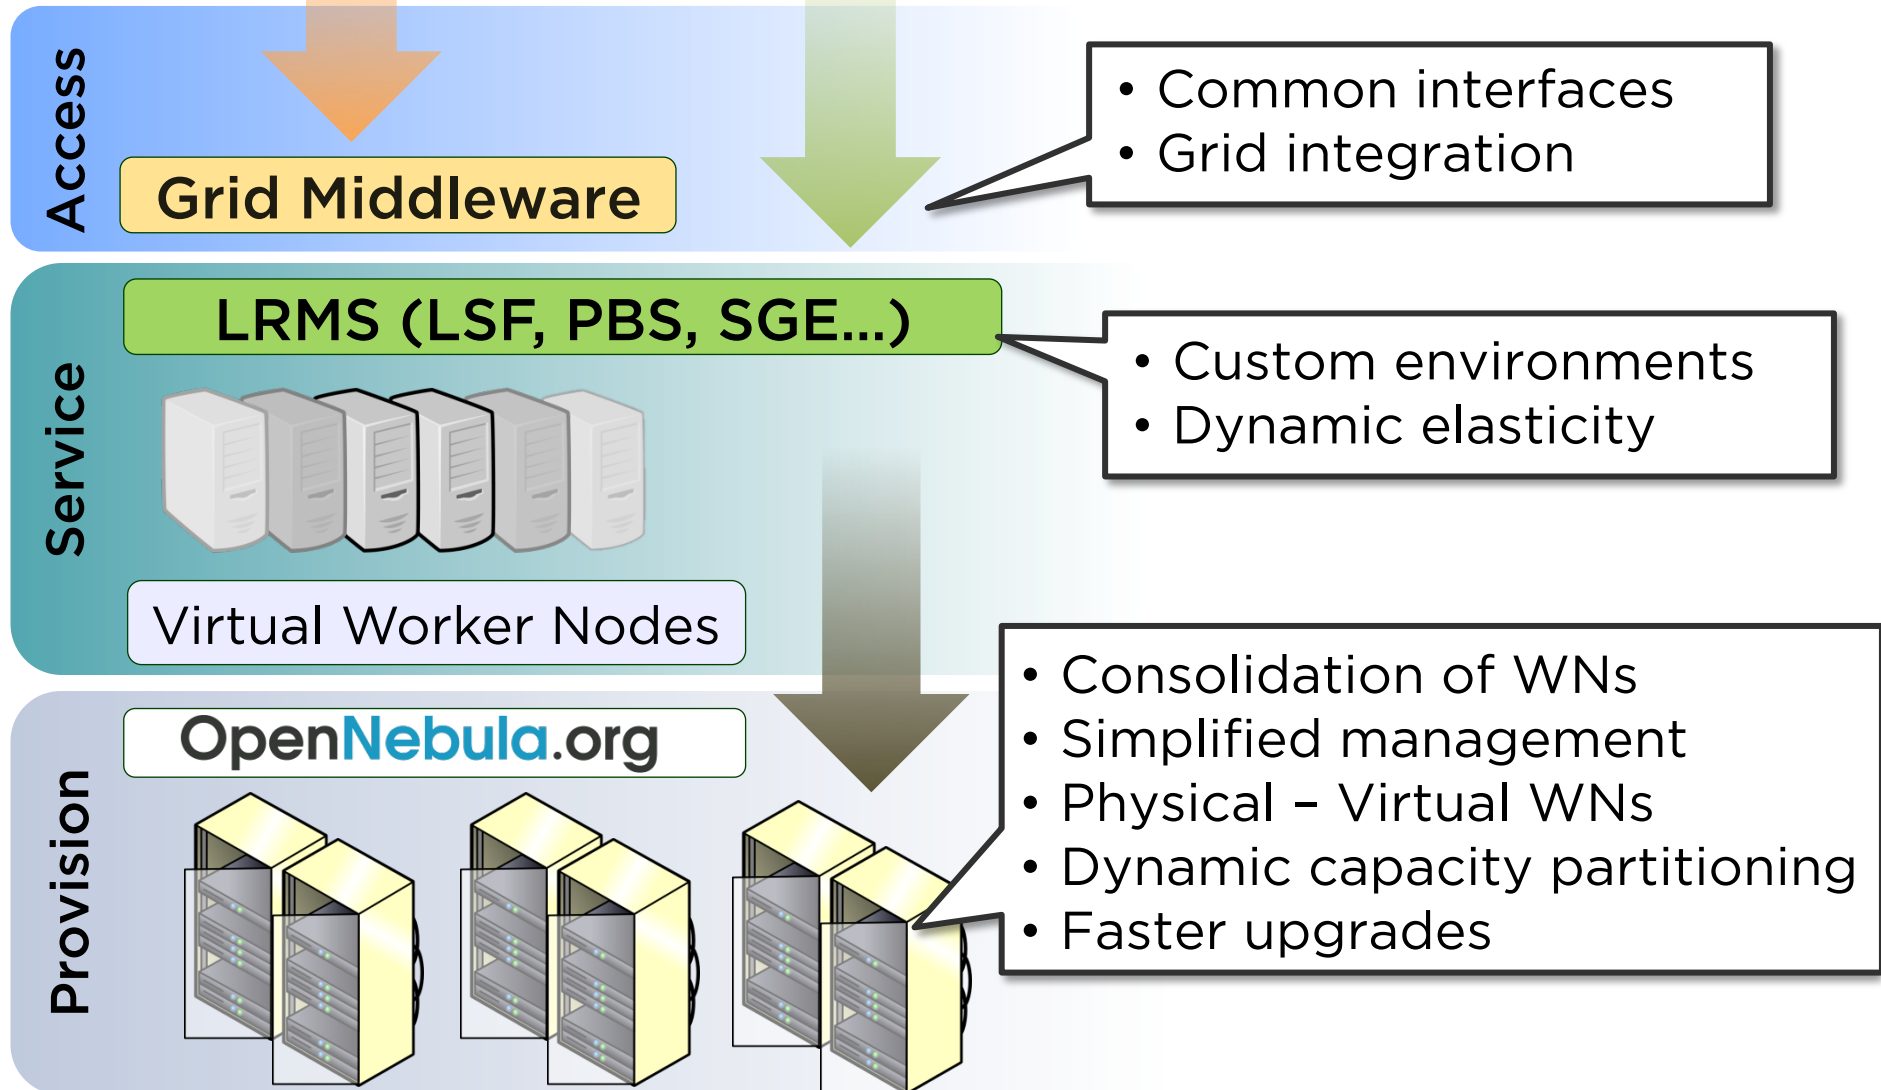 Access
• Common interfaces
• Grid integration
Grid Middleware
Service
LRMS (LSF, PBS, SGE...)
• Custom environments
• Dynamic elasticity
Virtual Worker Nodes
Provision
OpenNebula.org
• Consolidation of WNs
• Simplified management
• Physical – Virtual WNs
• Dynamic capacity partitioning
• Faster upgrades